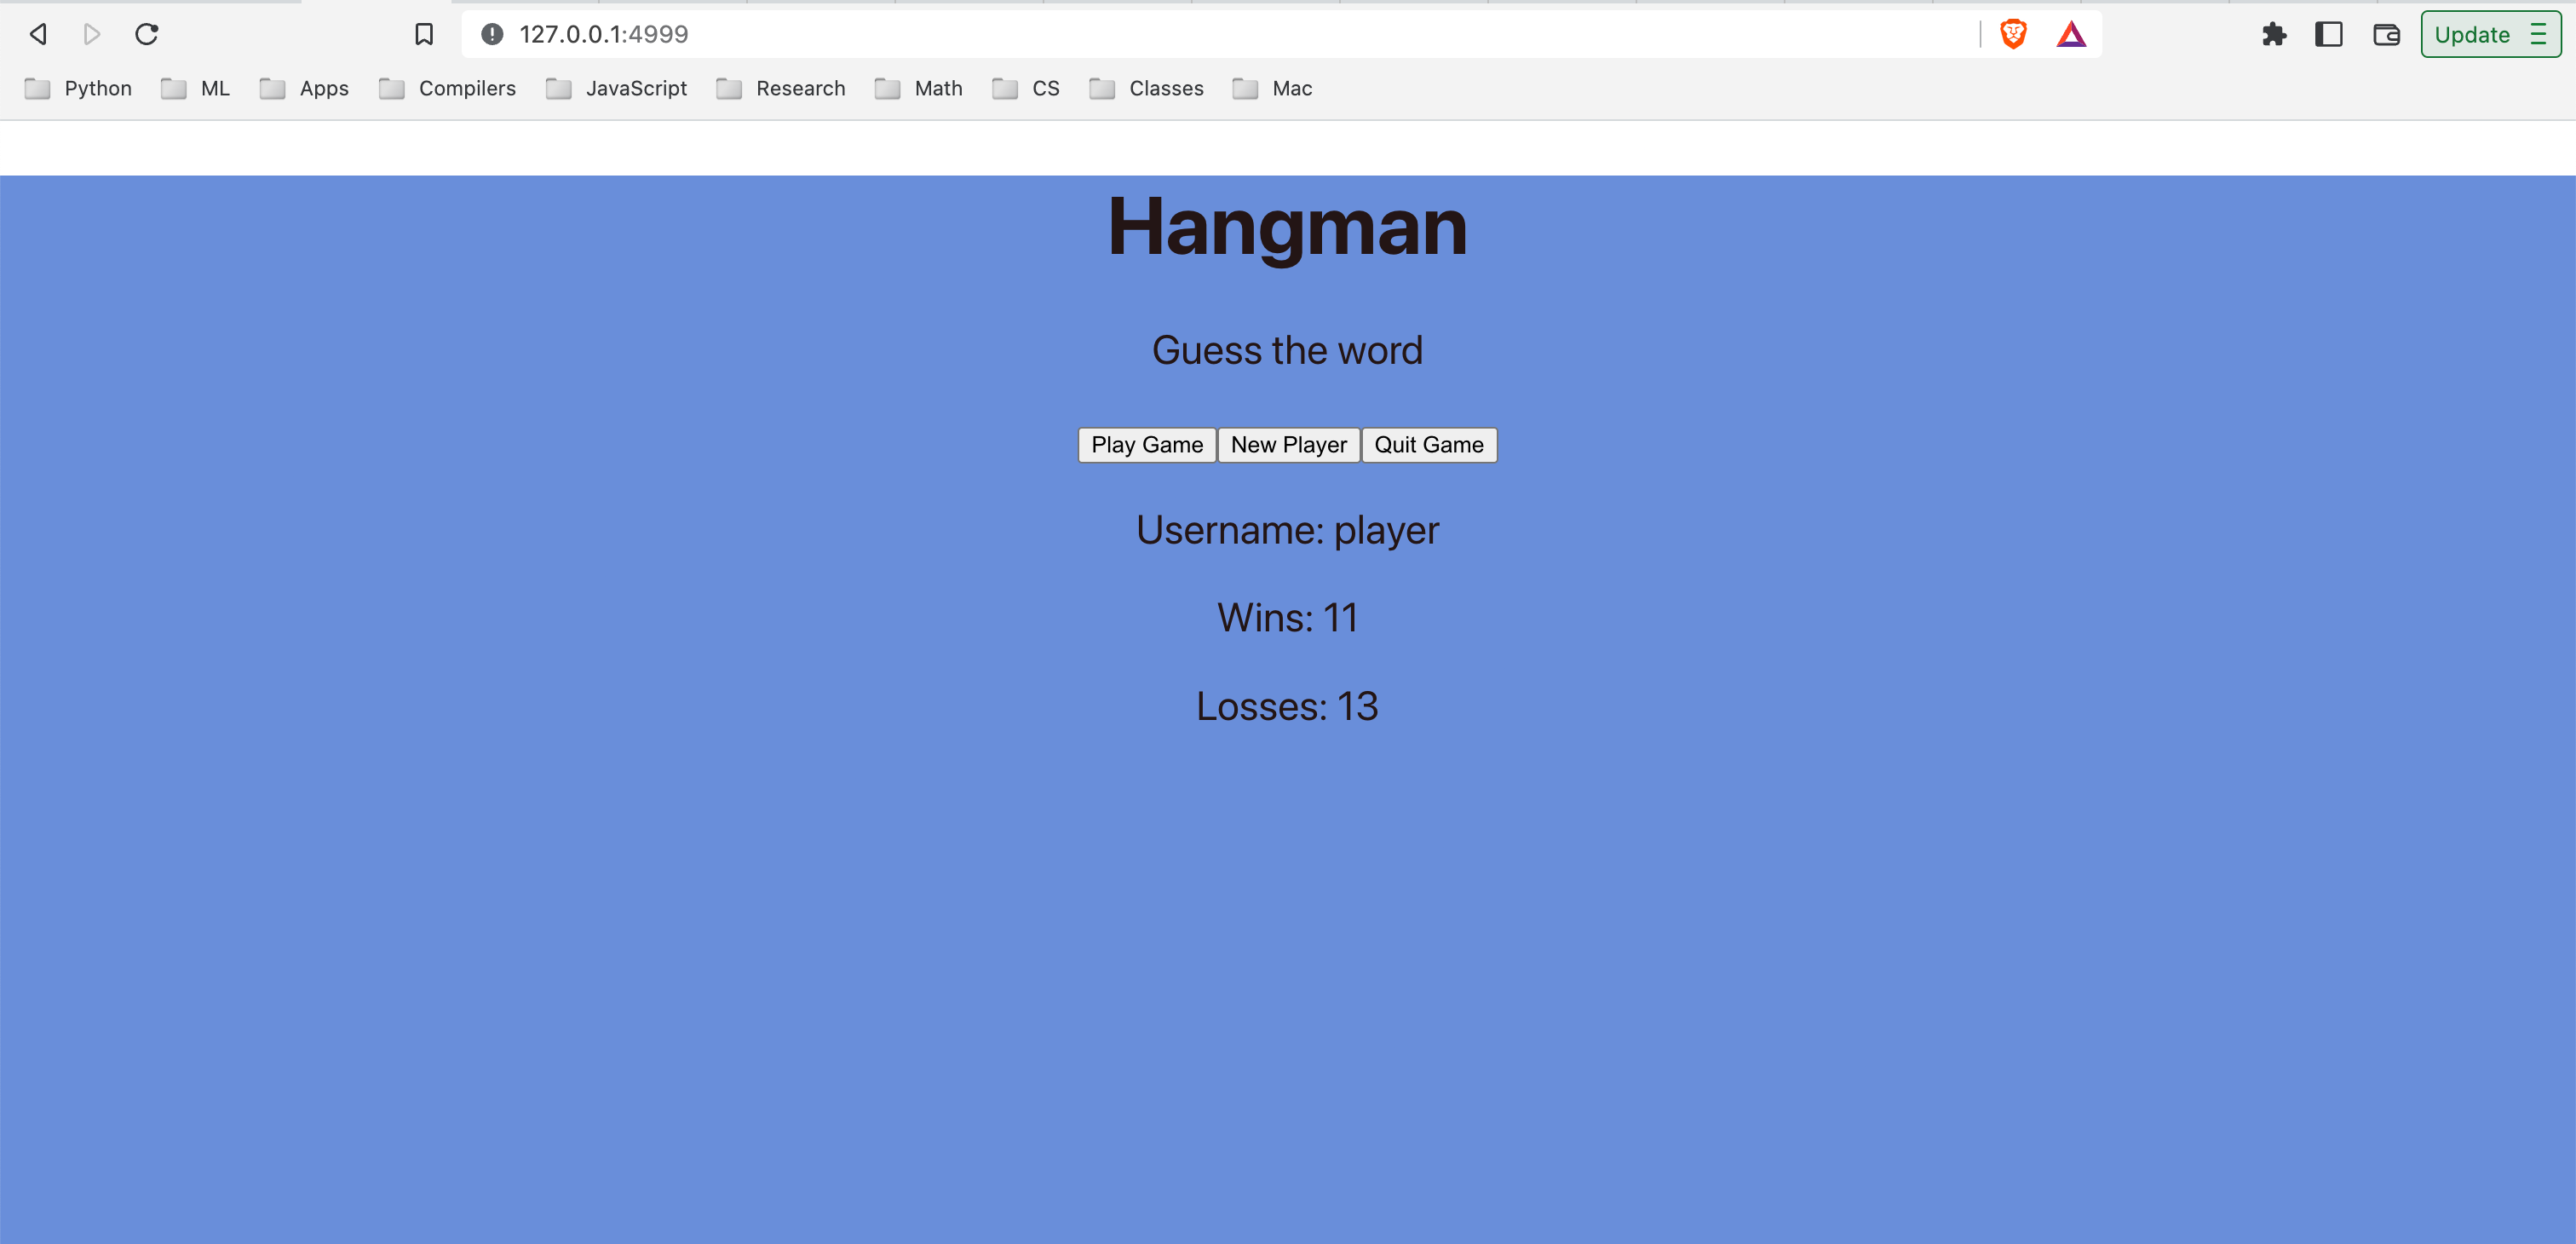 127.0.0.1:4999
Update
Python ML Apps Compilers JavaScript Research Math CS Classes Mac
Hangman
Guess the word
Play Game New Player Quit Game
Username: player
Wins: 11
Losses: 13